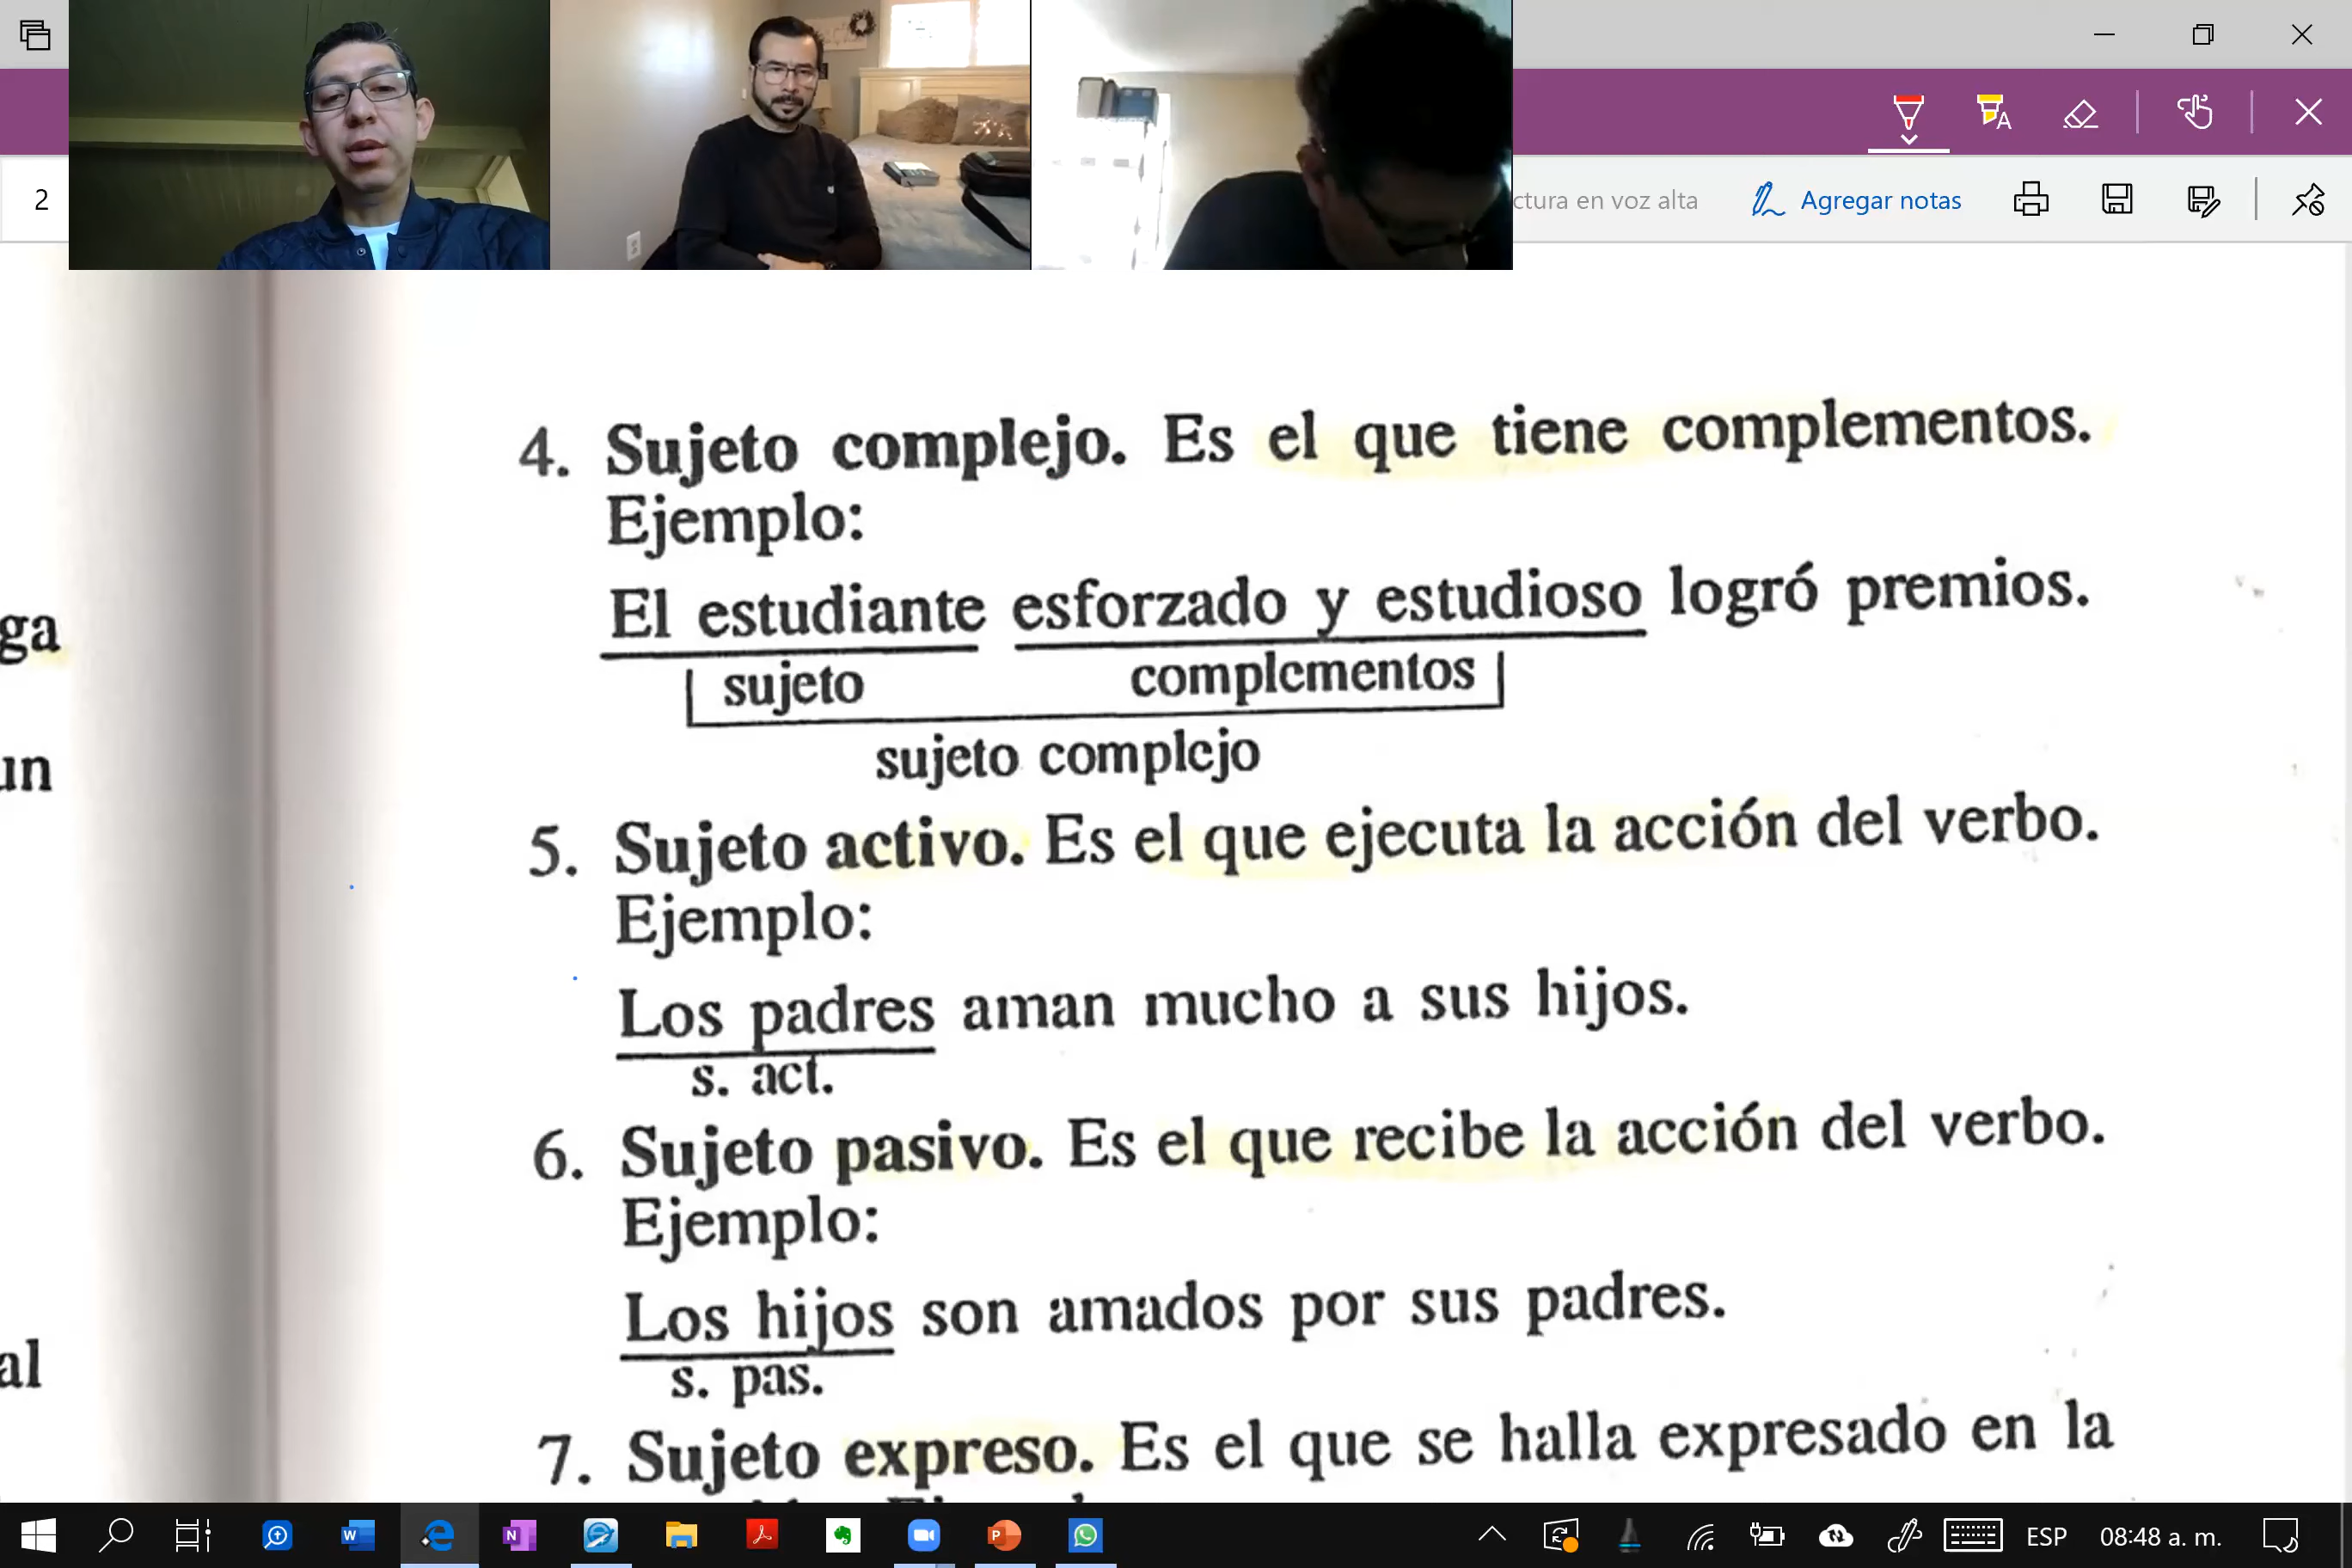 2
ctura en voz alta
Agregar notas
4. Sujeto complejo. Es el que tiene complementos.
Ejemplo:
El estudiante esforzado y estudioso logró premios.
sujeto complementos
sujeto complejo
ga
un
5. Sujeto activo. Es el que ejecuta la acción del verbo.
Ejemplo:
Los padres aman mucho a sus hijos.
s. act.
6. Sujeto pasivo. Es el que recibe la acción del verbo.
Ejemplo:
Los hijos son amados por sus padres.
s. pas.
al
7. Sujeto expreso. Es el que se halla expresado en la
ESP 08:48 a. m.